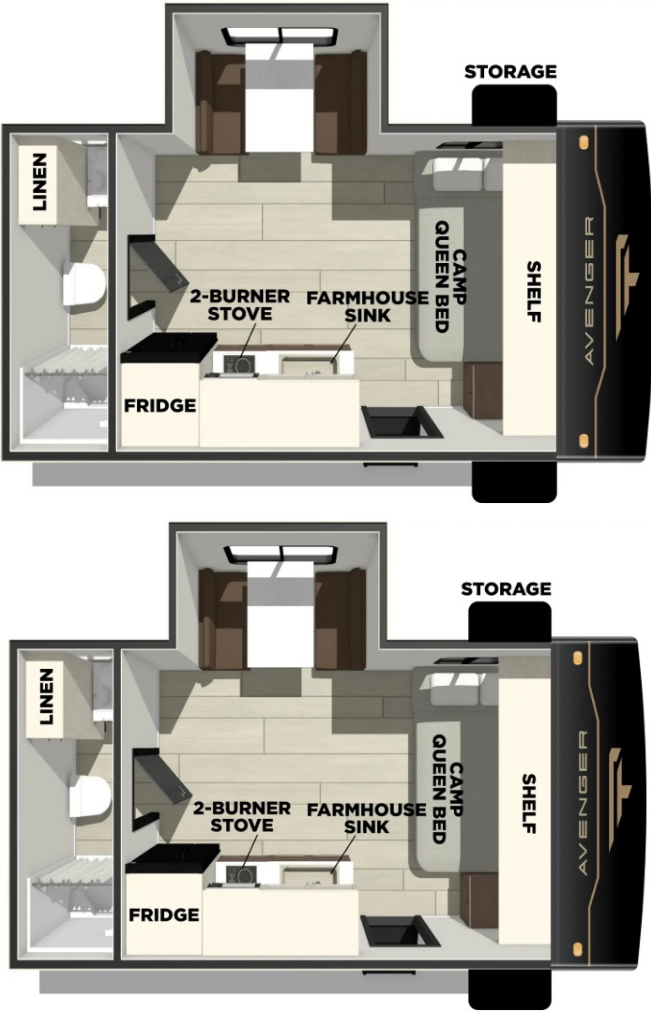 STORAGE
LINEN
AVENGER
CAMP
QUEEN BED
SHELF
2-BURNER
STOVE
FARMHOUSE
SINK
FRIDGE
STORAGE
LINEN
AVENGER
CAMP
QUEEN BED
SHELF
2-BURNER
STOVE
FARMHOUSE
SINK
FRIDGE